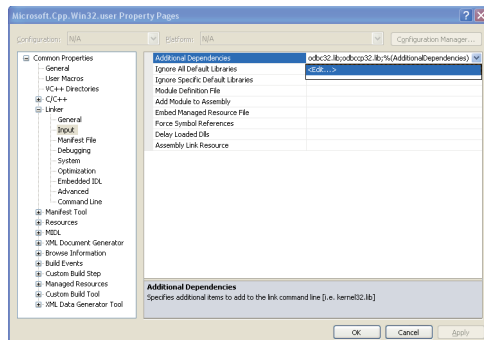 Microsoft.Cpp.Win32.user Property Pages
Configuration: N/A Platform: N/A Configuration Manager...
Common Properties
General
User Macros
VC++ Directories
C/C++
Linker
General
Input
Manifest File
Debugging
System
Optimization
Embedded IDL
Advanced
Command Line
Manifest Tool
Resources
MIDL
XML Document Generator
Browse Information
Build Events
Custom Build Step
Managed Resources
Custom Build Tool
XML Data Generator Tool
Additional Dependencies odbc32.lib;odbccp32.lib;%(AdditionalDependencies)
Ignore All Default Libraries <Edit...>
Ignore Specific Default Libraries
Module Definition File
Add Module to Assembly
Embed Managed Resource File
Force Symbol References
Delay Loaded Dlls
Assembly Link Resource
Additional Dependencies
Specifies additional items to add to the link command line [i.e. kernel32.lib]
OK Cancel Apply